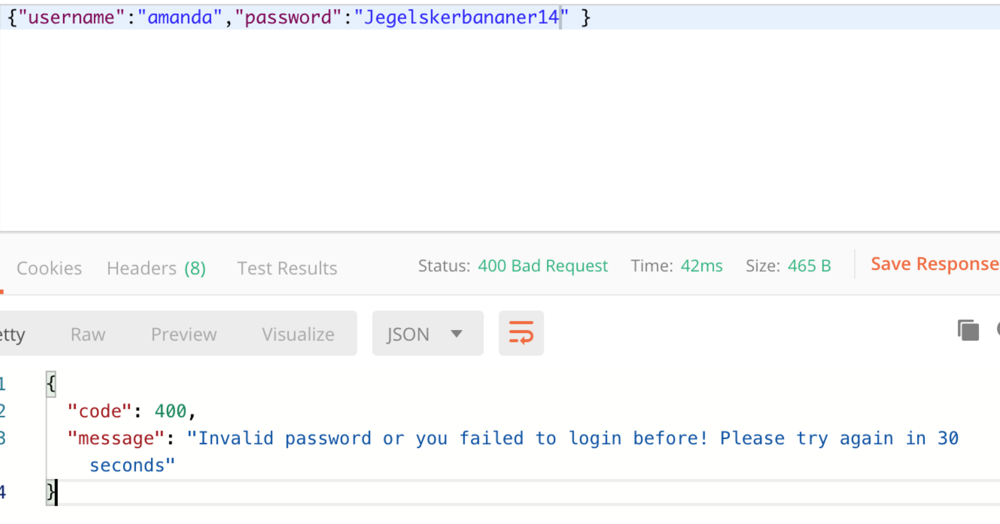 {"username":"amanda","password":"Jegelskerbananer14" }
Cookies Headers (8) Test Results Status: 400 Bad Request Time: 42ms Size: 465 B Save Response
etty Raw Preview Visualize JSON
1 {
2 "code": 400,
3 "message": "Invalid password or you failed to login before! Please try again in 30
seconds"
4 }